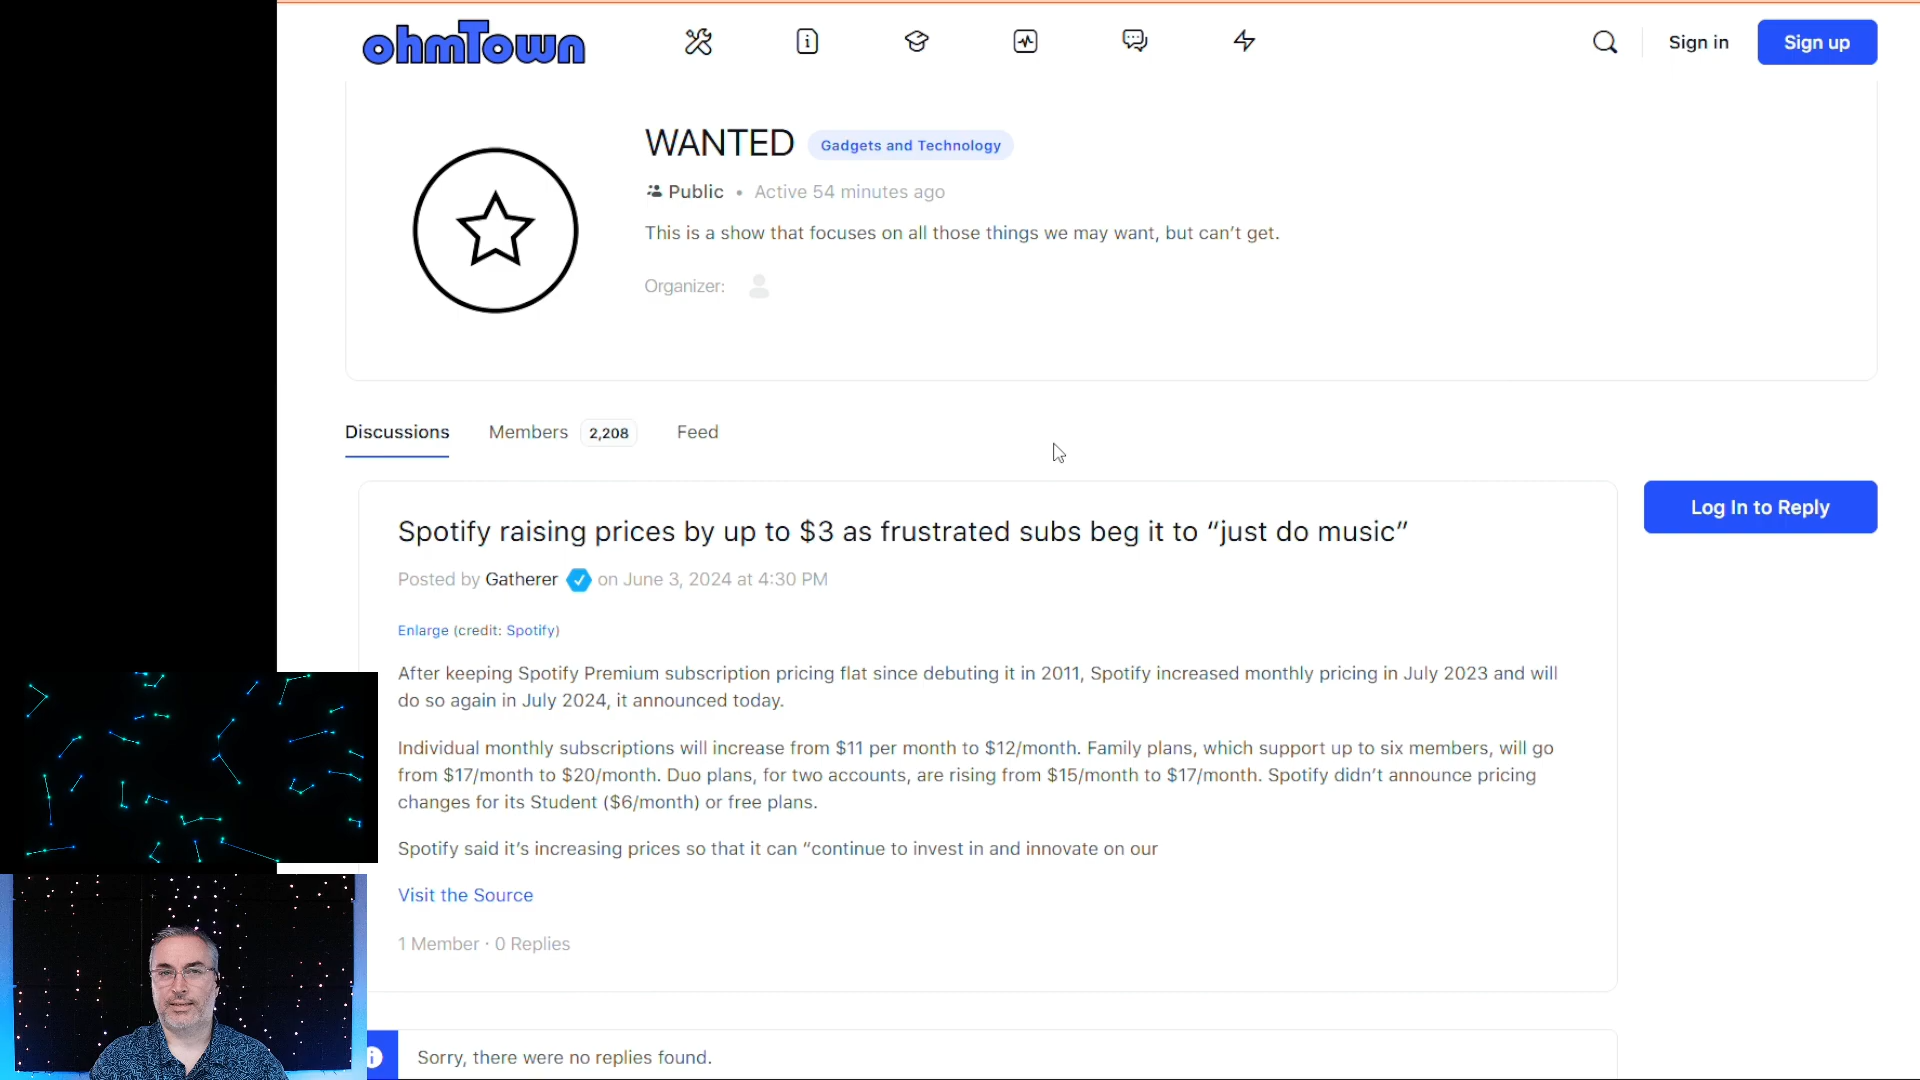 ohmTown
Sign in
Sign up
WANTED
Gadgets and Technology
Public • Active 54 minutes ago
This is a show that focuses on all those things we may want, but can’t get.
Organizer:
Discussions
Members 2,208
Feed
Spotify raising prices by up to $3 as frustrated subs beg it to “just do music”
Log In to Reply
Posted by Gatherer on June 3, 2024 at 4:30 PM
Enlarge (credit: Spotify)
After keeping Spotify Premium subscription pricing flat since debuting it in 2011, Spotify increased monthly pricing in July 2023 and will
do so again in July 2024, it announced today.
Individual monthly subscriptions will increase from $11 per month to $12/month. Family plans, which support up to six members, will go
from $17/month to $20/month. Duo plans, for two accounts, are rising from $15/month to $17/month. Spotify didn’t announce pricing
changes for its Student ($6/month) or free plans.
Spotify said it’s increasing prices so that it can “continue to invest in and innovate on our
Visit the Source
1 Member · 0 Replies
Sorry, there were no replies found.